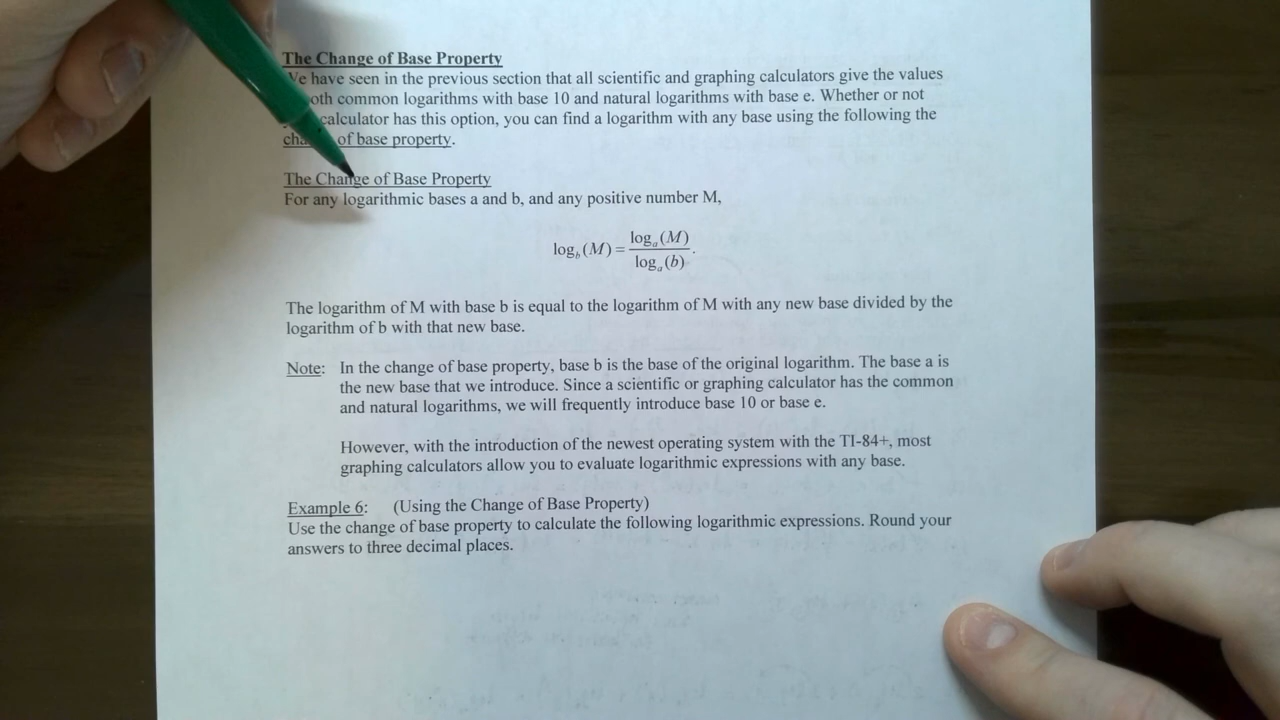 The Change of Base Property
have seen in the previous section that all scientific and graphing calculators give the values
common logarithms with base 10 and natural logarithms with base e. Whether or not
calculator has this option, you can find a logarithm with any base using the following the
of base property.
The Change of Base Property
For any logarithmic bases a and b, and any positive number M,
log_b(M) = log_a(M) / log_a(b).
The logarithm of M with base b is equal to the logarithm of M with any new base divided by the
logarithm of b with that new base.
Note: In the change of base property, base b is the base of the original logarithm. The base a is
the new base that we introduce. Since a scientific or graphing calculator has the common
and natural logarithms, we will frequently introduce base 10 or base e.
However, with the introduction of the newest operating system with the TI-84+, most
graphing calculators allow you to evaluate logarithmic expressions with any base.
Example 6: (Using the Change of Base Property)
Use the change of base property to calculate the following logarithmic expressions. Round your
answers to three decimal places.